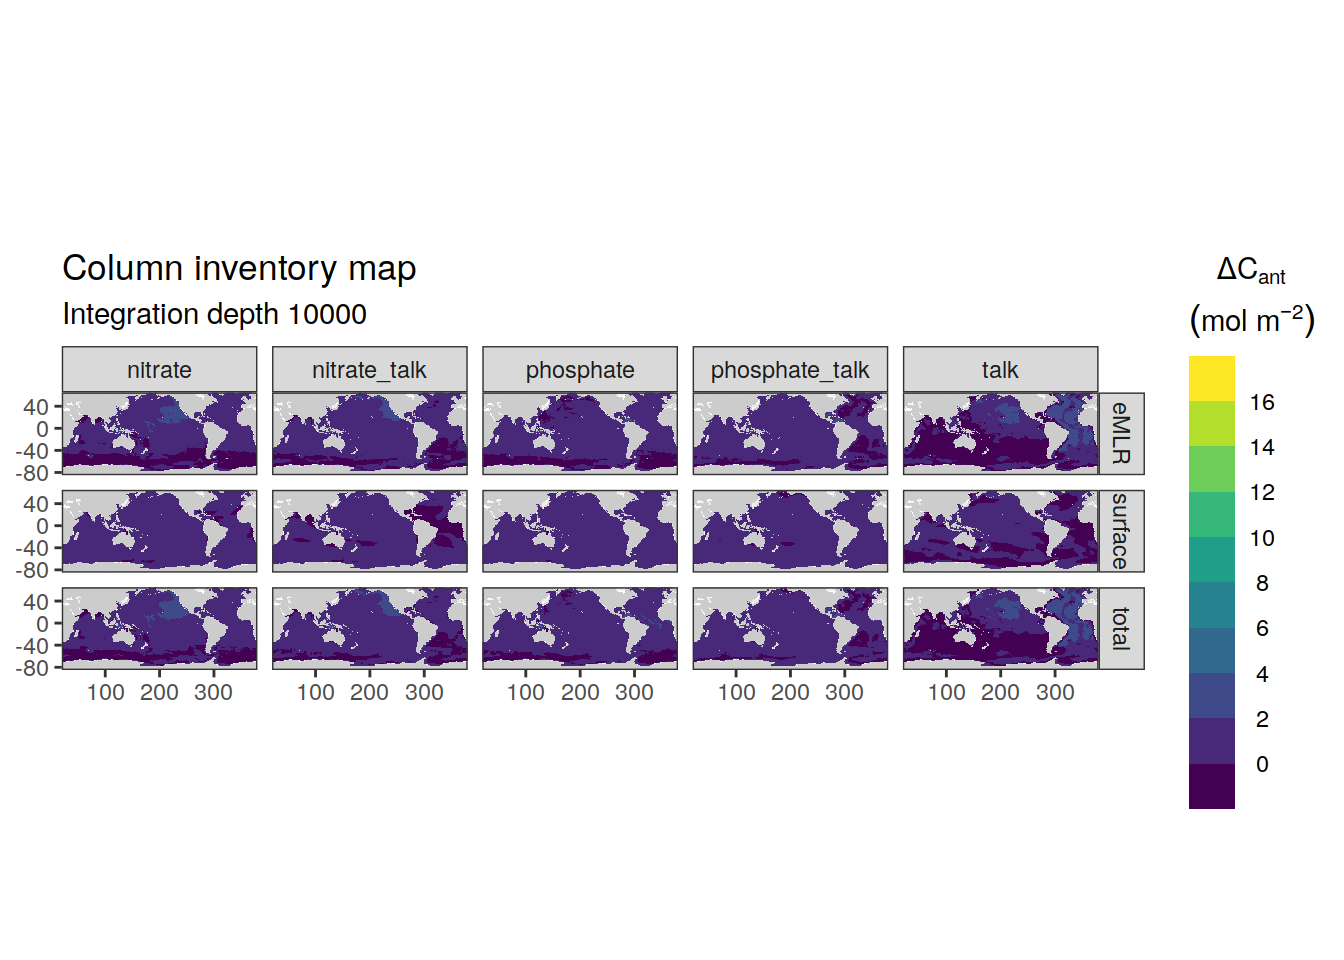 Column inventory map
Integration depth 10000
ΔCant
(mol m−2)
nitrate nitrate_talk phosphate phosphate_talk talk
40
0
-40
-80
eMLR
40
0
-40
-80
surface
40
0
-40
-80
total
100 200 300 100 200 300 100 200 300 100 200 300 100 200 300
16
14
12
10
8
6
4
2
0